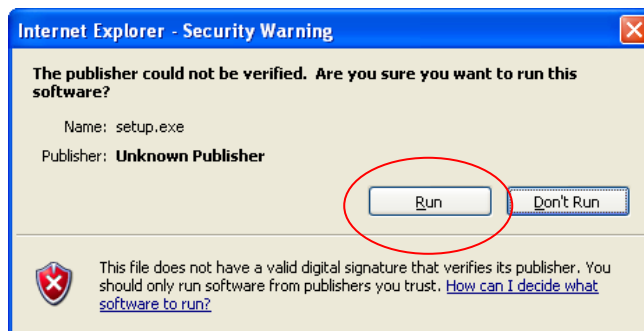 Internet Explorer - Security Warning
The publisher could not be verified.  Are you sure you want to run this
software?
Name: setup.exe
Publisher: Unknown Publisher
Run Don't Run
This file does not have a valid digital signature that verifies its publisher. You
should only run software from publishers you trust. How can I decide what
software to run?